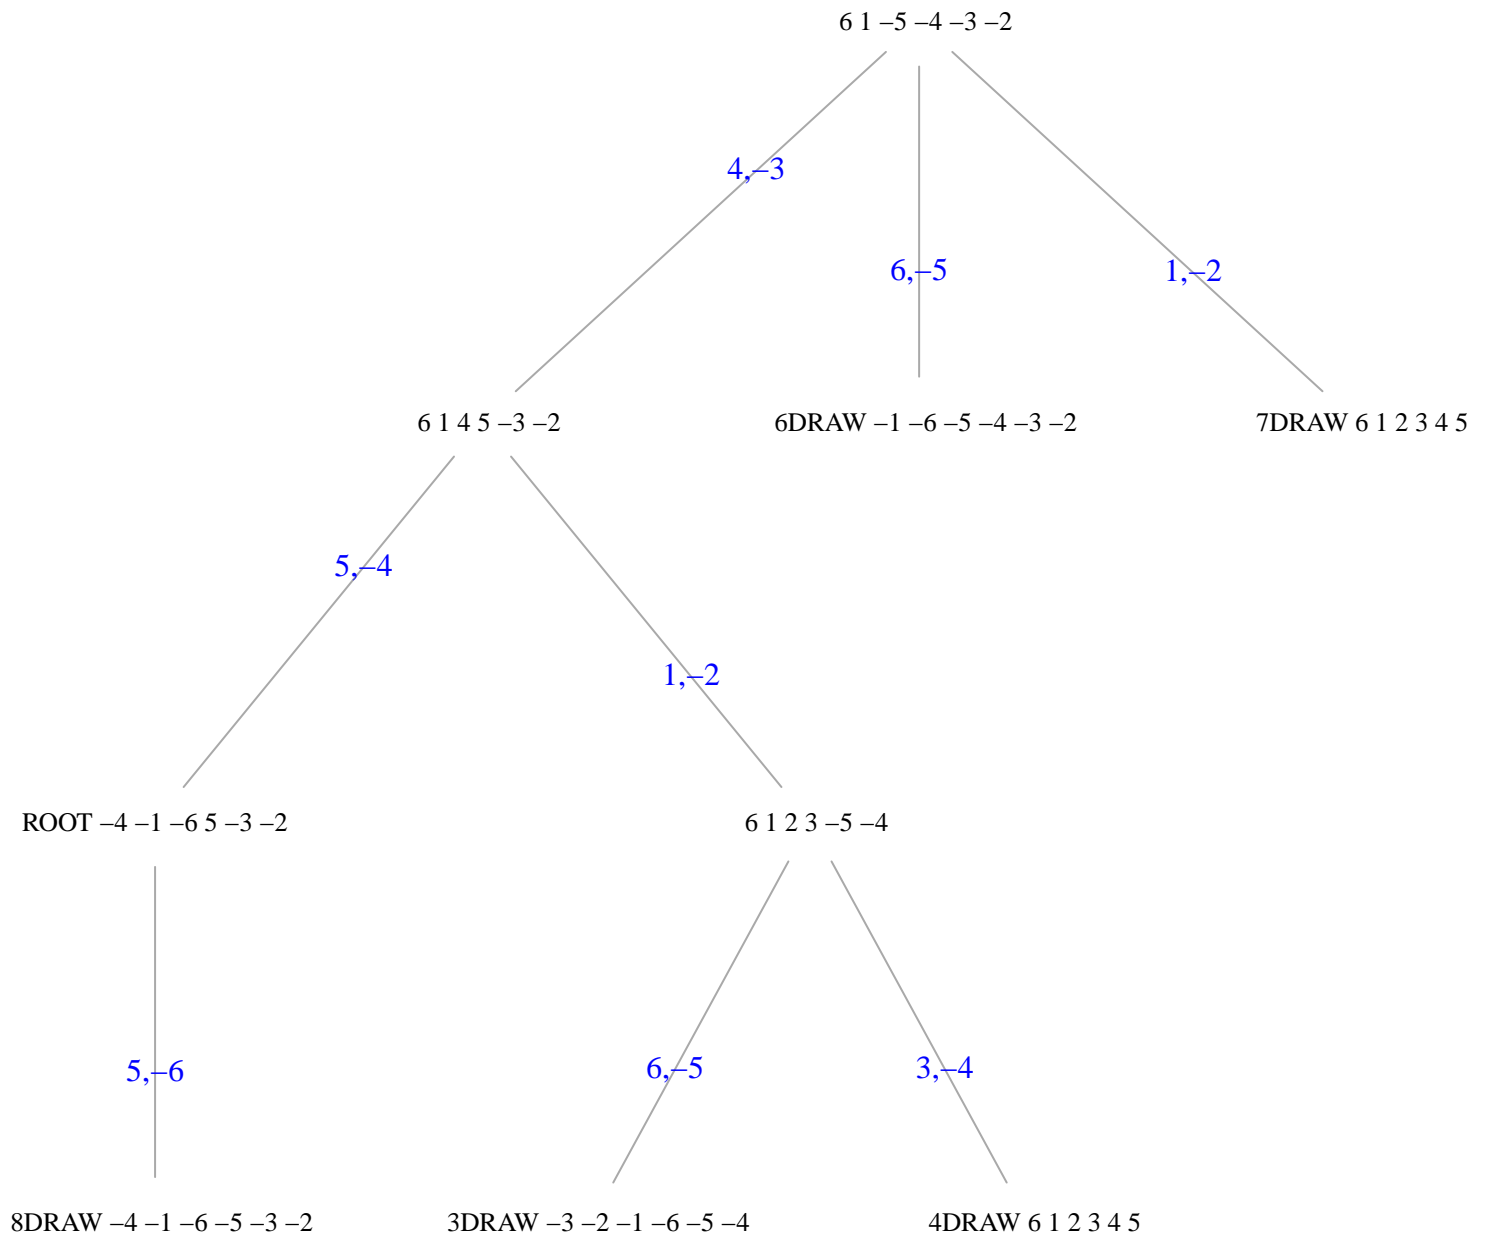 6 1 –5 –4 –3 –2
4,–3
6,–5
1,–2
6 1 4 5 –3 –2
6DRAW –1 –6 –5 –4 –3 –2
7DRAW 6 1 2 3 4 5
5,–4
1,–2
ROOT –4 –1 –6 5 –3 –2
6 1 2 3 –5 –4
5,–6
6,–5
3,–4
8DRAW –4 –1 –6 –5 –3 –2
3DRAW –3 –2 –1 –6 –5 –4
4DRAW 6 1 2 3 4 5